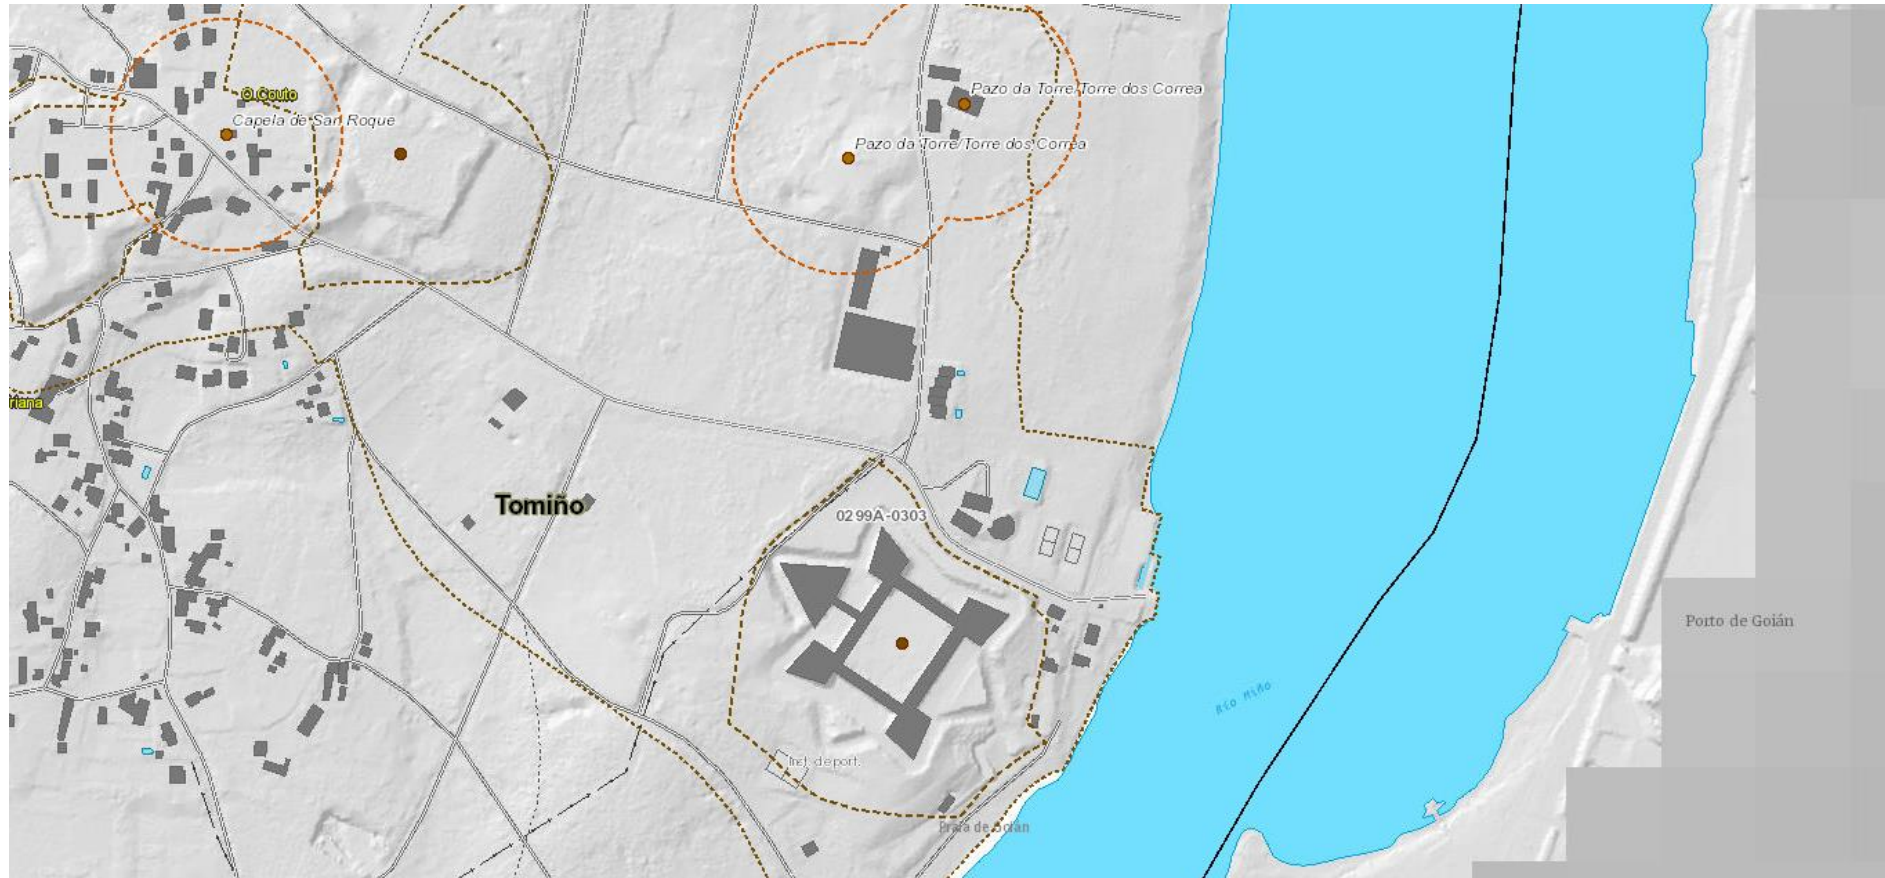 Pazo da Torre/Torre dos Correa
O Couto
Capela de San Roque
Pazo da Torre/Torre dos Correa
riana
Tomiño
0299A-0303
Porto de Goián
Río Miño
Inst. deport.
Praia de Goián